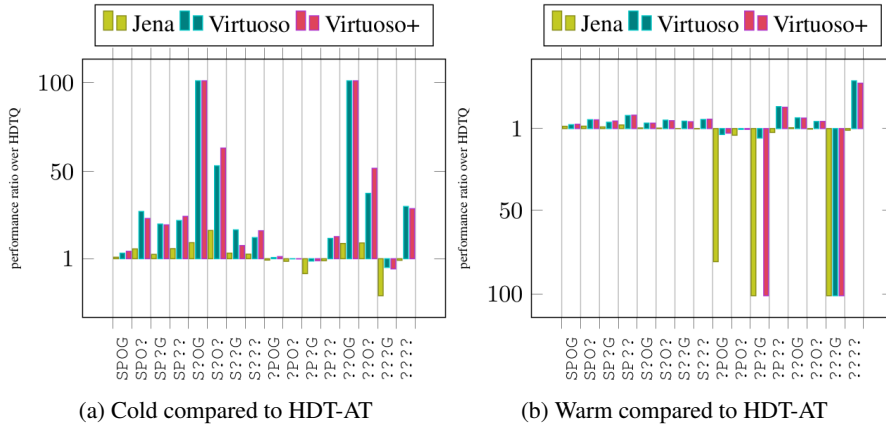 Jena Virtuoso Virtuoso+
performance ratio over HDTQ
100
50
1
SPOG
SPO?
SP?G
SP??
S?OG
S?O?
S??G
S???
?POG
?PO?
?P?G
?P??
??OG
??O?
???G
????
(a) Cold compared to HDT-AT
Jena Virtuoso Virtuoso+
performance ratio over HDTQ
1
50
100
SPOG
SPO?
SP?G
SP??
S?OG
S?O?
S??G
S???
?POG
?PO?
?P?G
?P??
??OG
??O?
???G
????
(b) Warm compared to HDT-AT